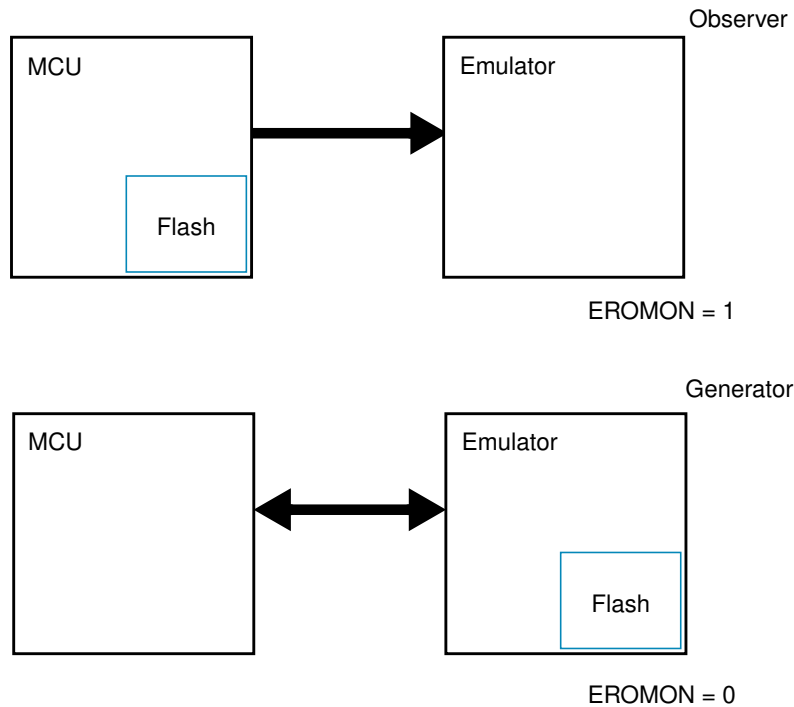 Observer
MCU
Emulator
Flash
EROMON = 1
Generator
MCU
Emulator
Flash
EROMON = 0